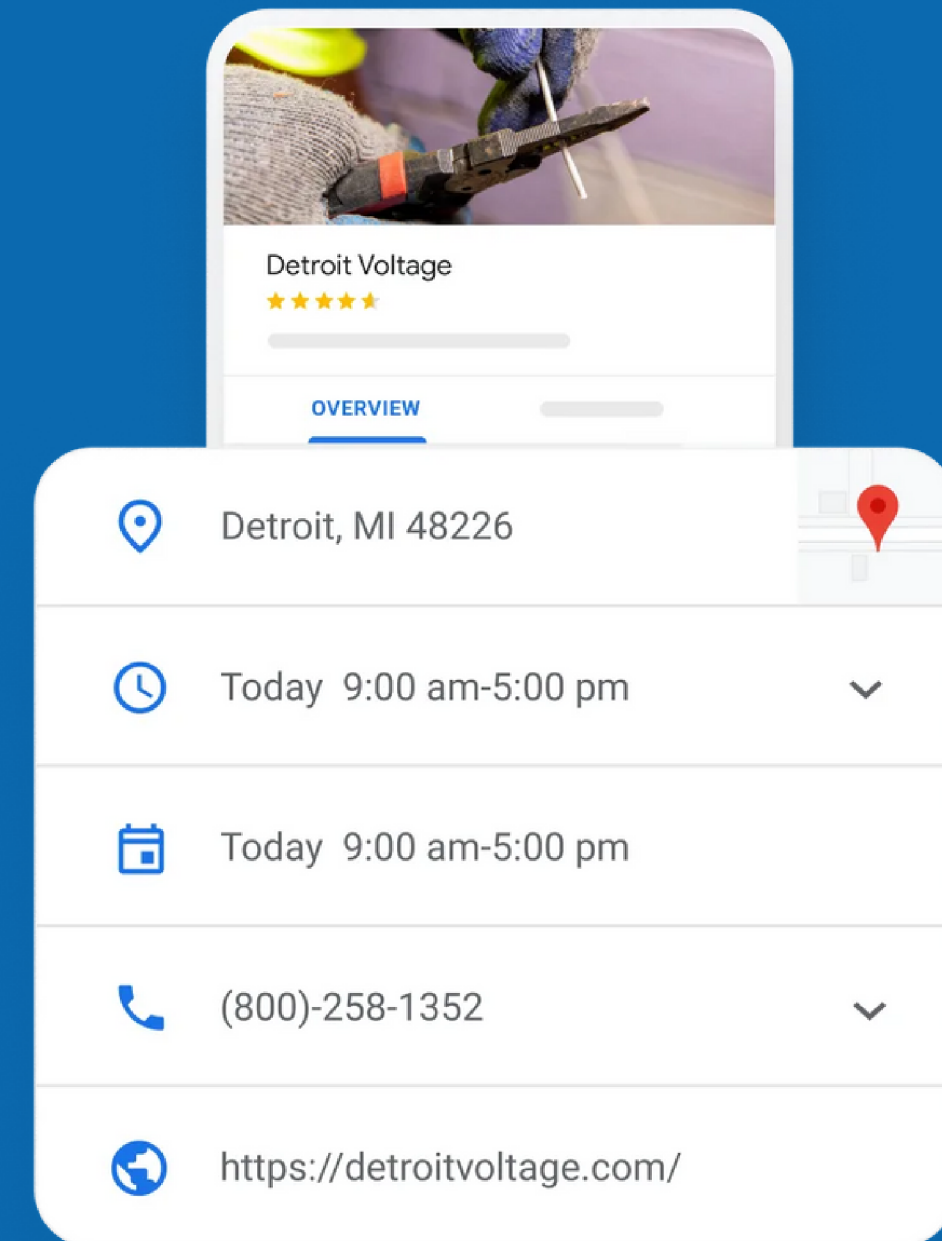 Detroit Voltage
OVERVIEW
Detroit, MI 48226
Today 9:00 am-5:00 pm
Today 9:00 am-5:00 pm
(800)-258-1352
https://detroitvoltage.com/